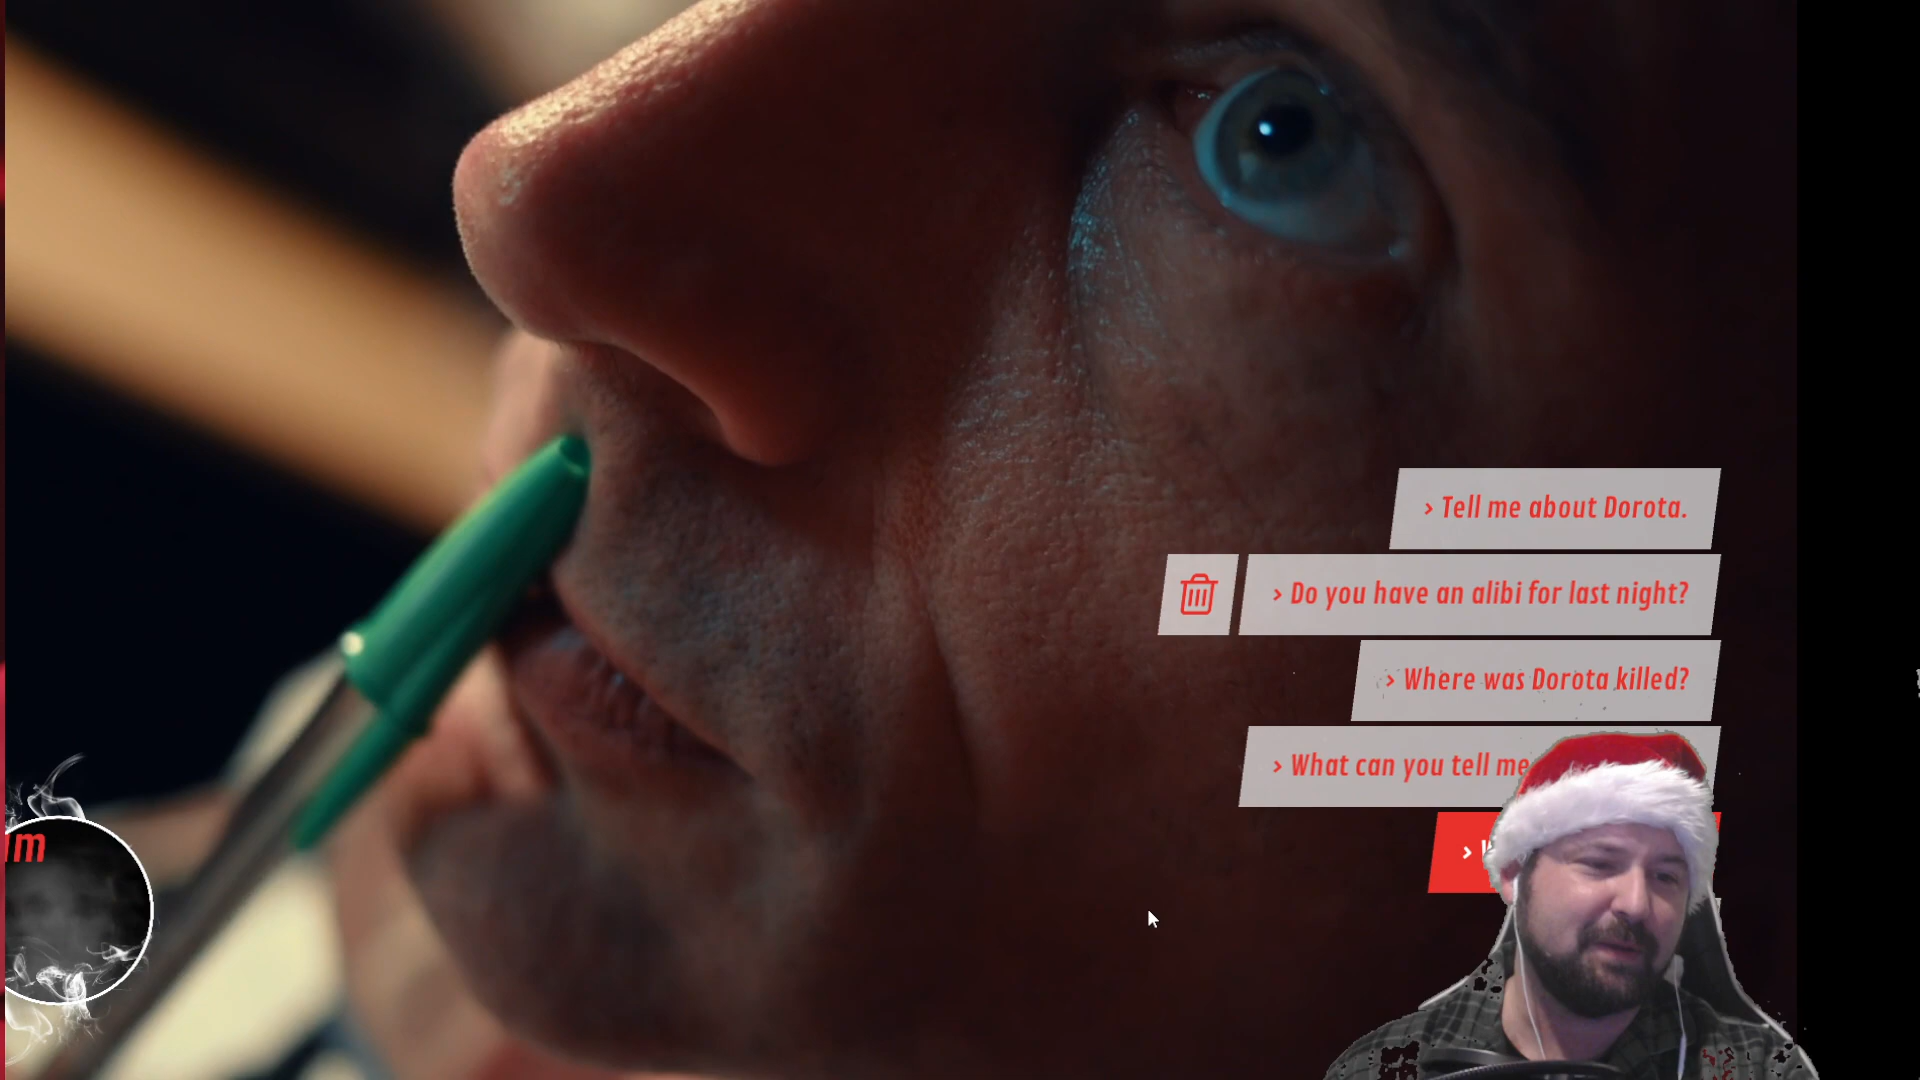 › Tell me about Dorota.
› Do you have an alibi for last night?
› Where was Dorota killed?
› What can you tell me